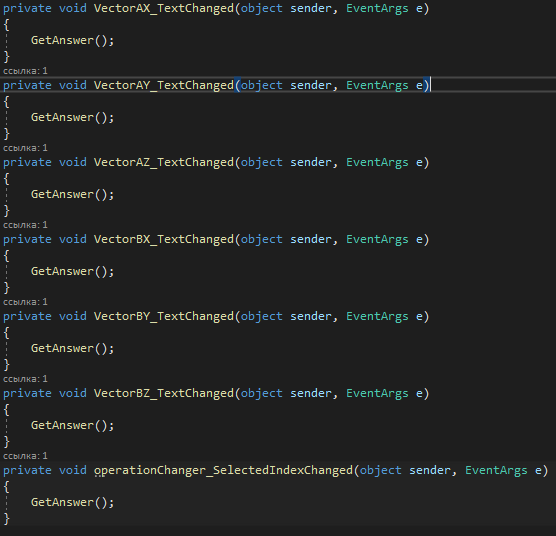 private void VectorAX_TextChanged(object sender, EventArgs e)
{
GetAnswer();
}
ссылка: 1
private void VectorAY_TextChanged(object sender, EventArgs e)
{
GetAnswer();
}
ссылка: 1
private void VectorAZ_TextChanged(object sender, EventArgs e)
{
GetAnswer();
}
ссылка: 1
private void VectorBX_TextChanged(object sender, EventArgs e)
{
GetAnswer();
}
ссылка: 1
private void VectorBY_TextChanged(object sender, EventArgs e)
{
GetAnswer();
}
ссылка: 1
private void VectorBZ_TextChanged(object sender, EventArgs e)
{
GetAnswer();
}
ссылка: 1
private void operationChanger_SelectedIndexChanged(object sender, EventArgs e)
{
GetAnswer();
}